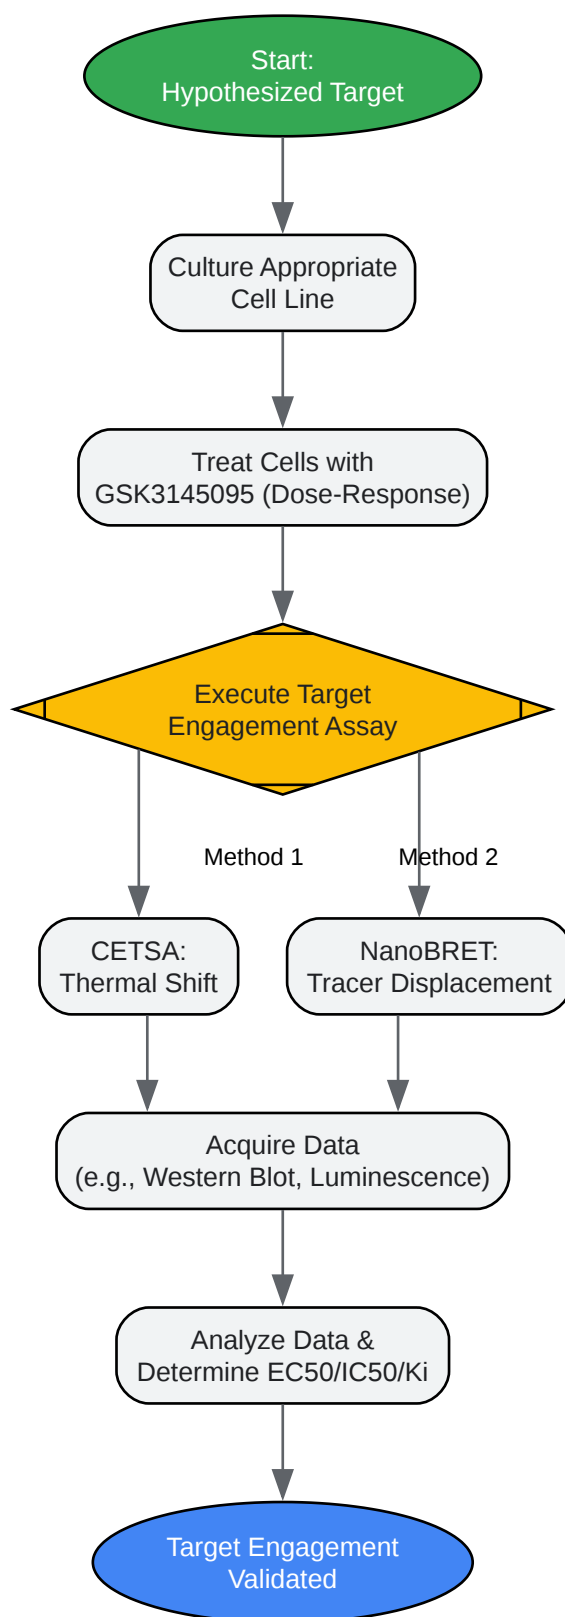 Start:
Hypothesized Target
Culture Appropriate
Cell Line
Treat Cells with
GSK3145095 (Dose-Response)
Execute Target
Engagement Assay
Method 1
Method 2
CETSA:
Thermal Shift
NanoBRET:
Tracer Displacement
Acquire Data
(e.g., Western Blot, Luminescence)
Analyze Data &
Determine EC50/IC50/Ki
Target Engagement
Validated